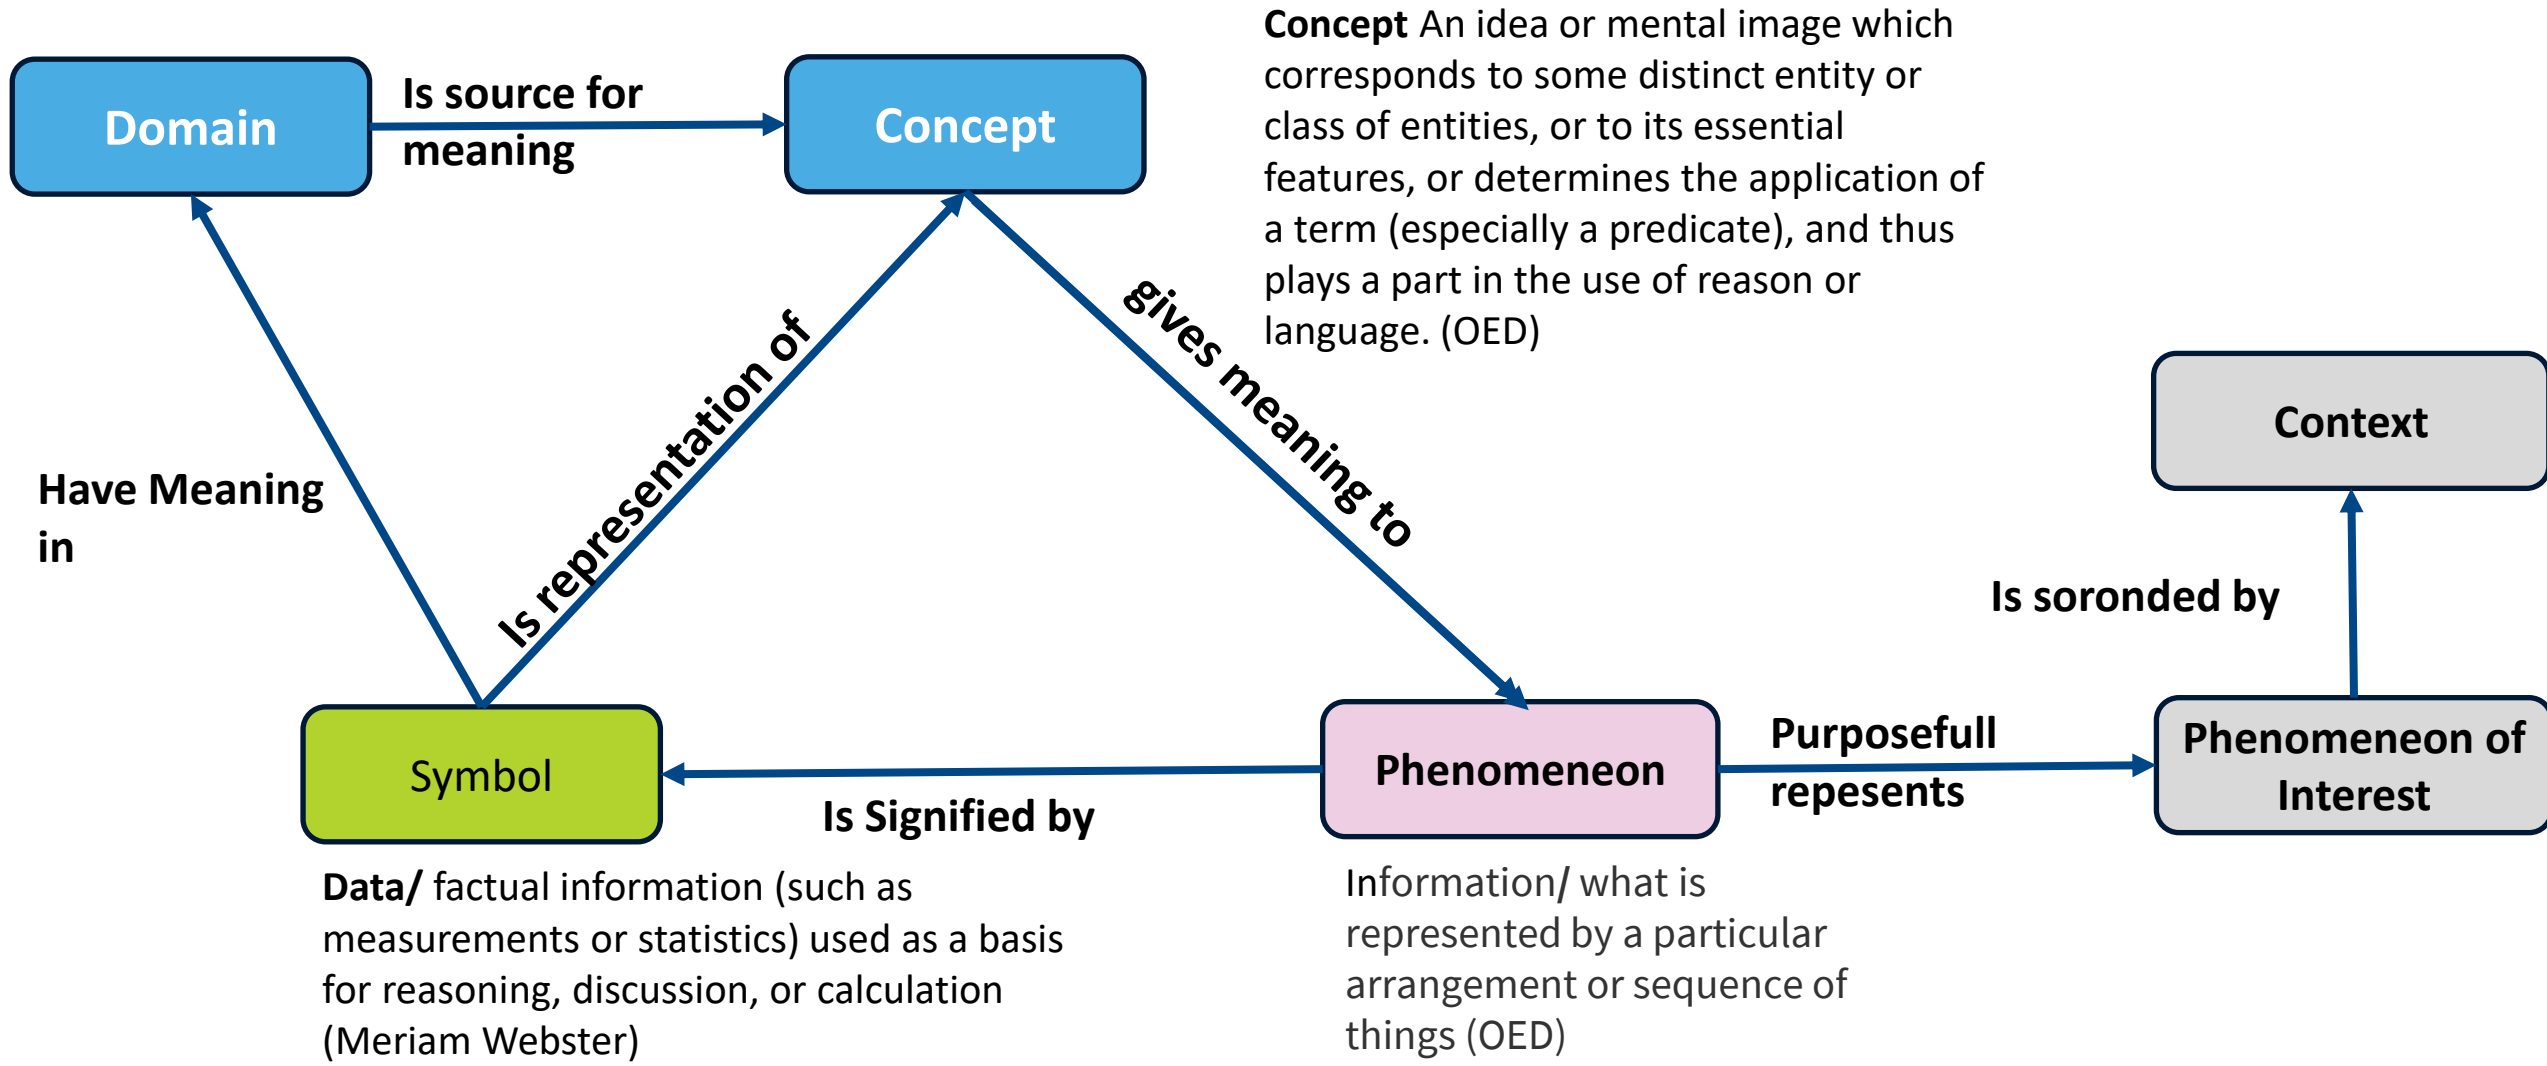 Concept An idea or mental image which
corresponds to some distinct entity or
class of entities, or to its essential
features, or determines the application of
a term (especially a predicate), and thus
plays a part in the use of reason or
language. (OED)
Domain
Is source for
meaning
Concept
Have Meaning
in
Is representation of
gives meaning to
Context
Is soronded by
Symbol
Is Signified by
Phenomeneon
Purposefull
repesents
Phenomeneon of
Interest
Data/ factual information (such as
measurements or statistics) used as a basis
for reasoning, discussion, or calculation
(Meriam Webster)
Information/ what is
represented by a particular
arrangement or sequence of
things (OED)